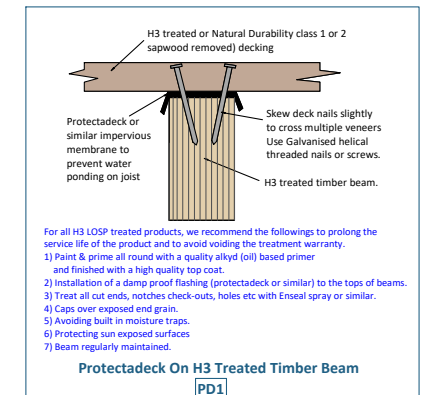 H3 treated or Natural Durability class 1 or 2
sapwood removed) decking
Protectadeck or
similar impervious
membrane to
prevent water
ponding on joist
Skew deck nails slightly
to cross multiple veneers
Use Galvanised helical
threaded nails or screws.
H3 treated timber beam.
For all H3 LOSP treated products, we recommend the followings to prolong the
service life of the product and to avoid voiding the treatment warranty.
1) Paint & prime all round with a quality alkyd (oil) based primer
and finished with a high quality top coat.
2) Installation of a damp proof flashing (protectadeck or similar) to the tops of beams.
3) Treat all cut ends, notches check-outs, holes etc with Enseal spray or similar.
4) Caps over exposed end grain.
5) Avoiding built in moisture traps.
6) Protecting sun exposed surfaces
7) Beam regularly maintained.
Protectadeck On H3 Treated Timber Beam
PD1